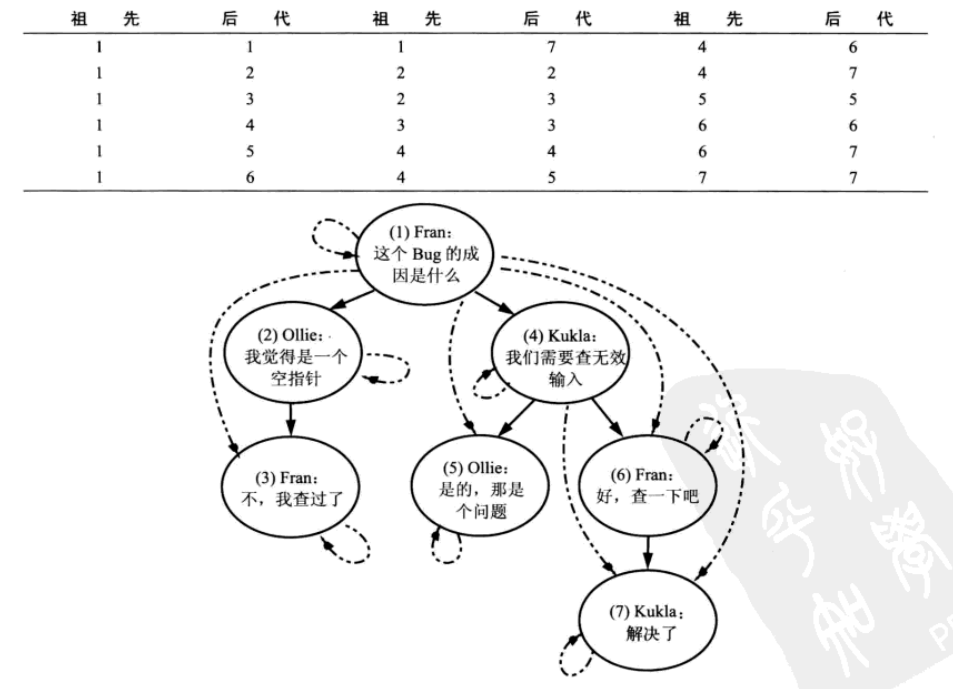 祖 先 后 代 祖 先 后 代 祖 先 后 代
1 1 1 7 4 6
1 2 2 2 4 7
1 3 2 3 5 5
1 4 3 3 6 6
1 5 4 4 6 7
1 6 4 5 7 7
(1) Fran：
这个 Bug 的成
因是什么
(2) Ollie：
我觉得是一个
空指针
(4) Kukla：
我们需要查无效
输入
(3) Fran：
不，我查过了
(5) Ollie：
是的，那是
个问题
(6) Fran：
好，查一下吧
(7) Kukla：
解决了